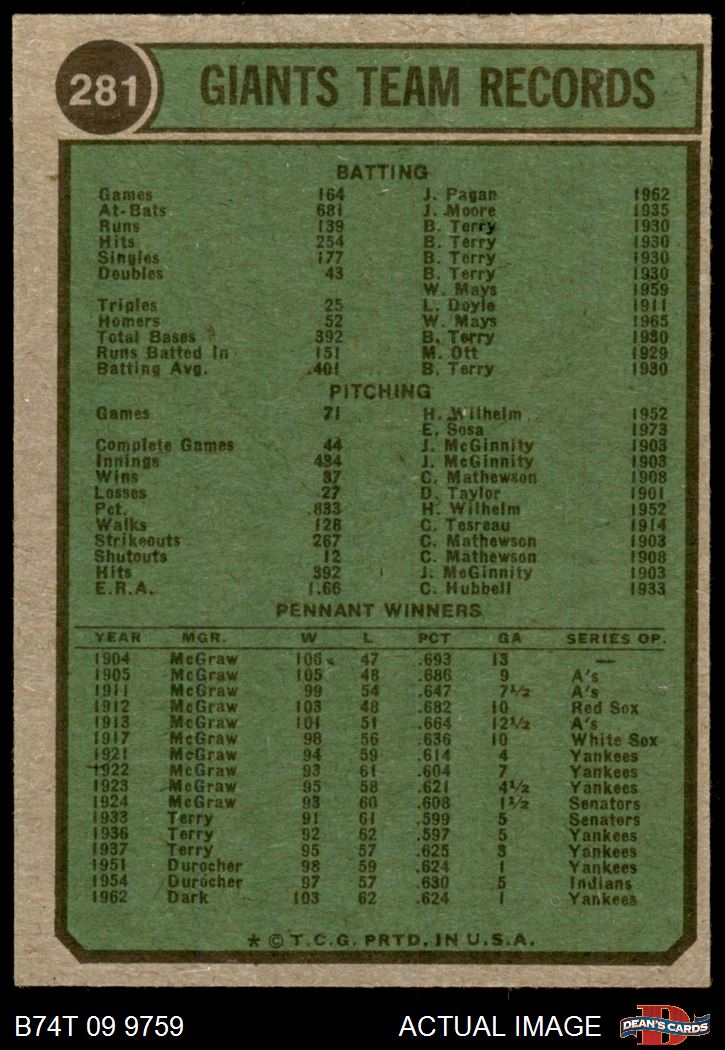 281 GIANTS TEAM RECORDS
BATTING
Games 164 J. Pagan 1962
At-Bats 681 J. Moore 1935
Runs 139 B. Terry 1930
Hits 254 B. Terry 1930
Singles 177 B. Terry 1930
Doubles 43 B. Terry 1930
W. Mays 1959
Triples 25 L. Doyle 1911
Homers 52 W. Mays 1965
Total Bases 392 B. Terry 1930
Runs Batted In 151 M. Ott 1929
Batting Avg. .401 B. Terry 1930
PITCHING
Games 71 H. Wilhelm 1952
E. Sosa 1973
Complete Games 44 J. McGinnity 1903
Innings 434 J. McGinnity 1903
Wins 37 C. Mathewson 1908
Losses 27 D. Taylor 1901
Pct. .833 H. Wilhelm 1952
Walks 128 C. Tesreau 1914
Strikeouts 267 C. Mathewson 1903
Shutouts 12 C. Mathewson 1908
Hits 392 J. McGinnity 1903
E.R.A. 1.66 C. Hubbell 1933
PENNANT WINNERS
YEAR MGR. W L PCT GA SERIES OP.
1904 McGraw 106 47 .693 13 —
1905 McGraw 105 48 .686 9 A's
1911 McGraw 99 54 .647 7½ A's
1912 McGraw 103 48 .682 10 Red Sox
1913 McGraw 101 51 .664 12½ A's
1917 McGraw 98 56 .636 10 White Sox
1921 McGraw 94 59 .614 4 Yankees
1922 McGraw 93 61 .604 7 Yankees
1923 McGraw 95 58 .621 4½ Yankees
1924 McGraw 93 60 .608 1½ Senators
1933 Terry 91 61 .599 5 Senators
1936 Terry 92 62 .597 5 Yankees
1937 Terry 95 57 .625 3 Yankees
1951 Durocher 98 59 .624 1 Yankees
1954 Durocher 97 57 .630 5 Indians
1962 Dark 103 62 .624 1 Yankees
* © T.C.G. PRTD. IN U.S.A.
B74T 09 9759 ACTUAL IMAGE D DEAN'S CARDS